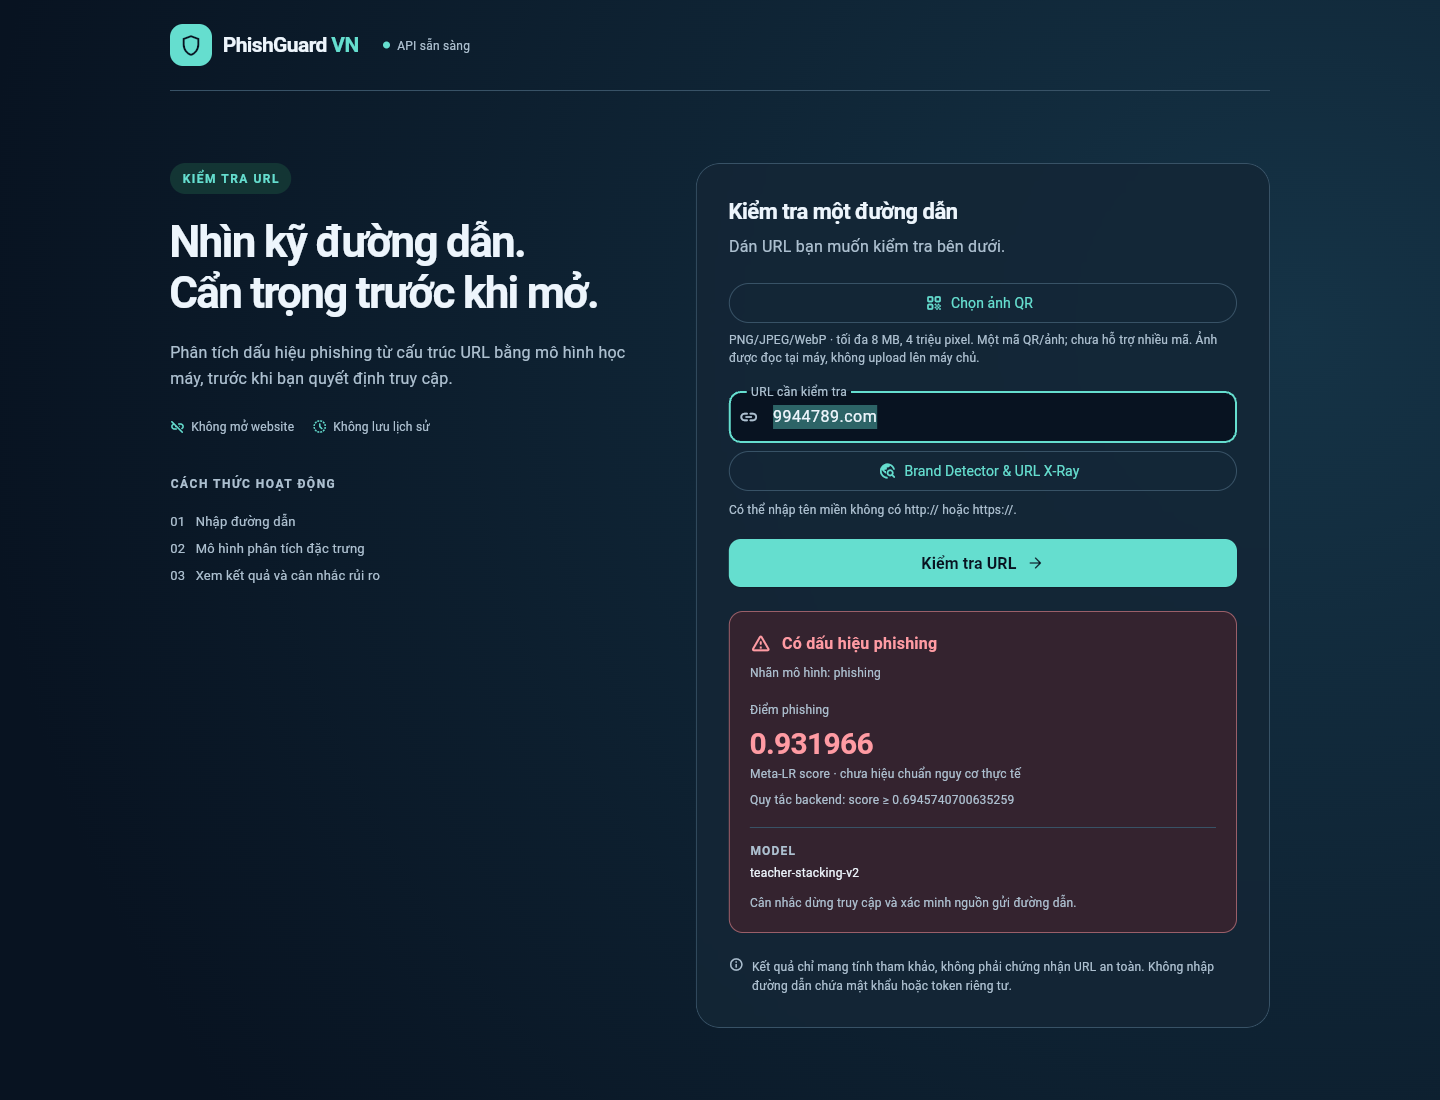 PhishGuard VN
API sẵn sàng
KIỂM TRA URL
Nhìn kỹ đường dẫn.
Cẩn trọng trước khi mở.
Phân tích dấu hiệu phishing từ cấu trúc URL bằng mô hình học
máy, trước khi bạn quyết định truy cập.
Không mở website
Không lưu lịch sử
CÁCH THỨC HOẠT ĐỘNG
01 Nhập đường dẫn
02 Mô hình phân tích đặc trưng
03 Xem kết quả và cân nhắc rủi ro
Kiểm tra một đường dẫn
Dán URL bạn muốn kiểm tra bên dưới.
Chọn ảnh QR
PNG/JPEG/WebP · tối đa 8 MB, 4 triệu pixel. Một mã QR/ảnh; chưa hỗ trợ nhiều mã. Ảnh
được đọc tại máy, không upload lên máy chủ.
URL cần kiểm tra
9944789.com
Brand Detector & URL X-Ray
Có thể nhập tên miền không có http:// hoặc https://.
Kiểm tra URL
Có dấu hiệu phishing
Nhãn mô hình: phishing
Điểm phishing
0.931966
Meta-LR score · chưa hiệu chuẩn nguy cơ thực tế
Quy tắc backend: score ≥ 0.6945740700635259
MODEL
teacher-stacking-v2
Cân nhắc dừng truy cập và xác minh nguồn gửi đường dẫn.
Kết quả chỉ mang tính tham khảo, không phải chứng nhận URL an toàn. Không nhập
đường dẫn chứa mật khẩu hoặc token riêng tư.